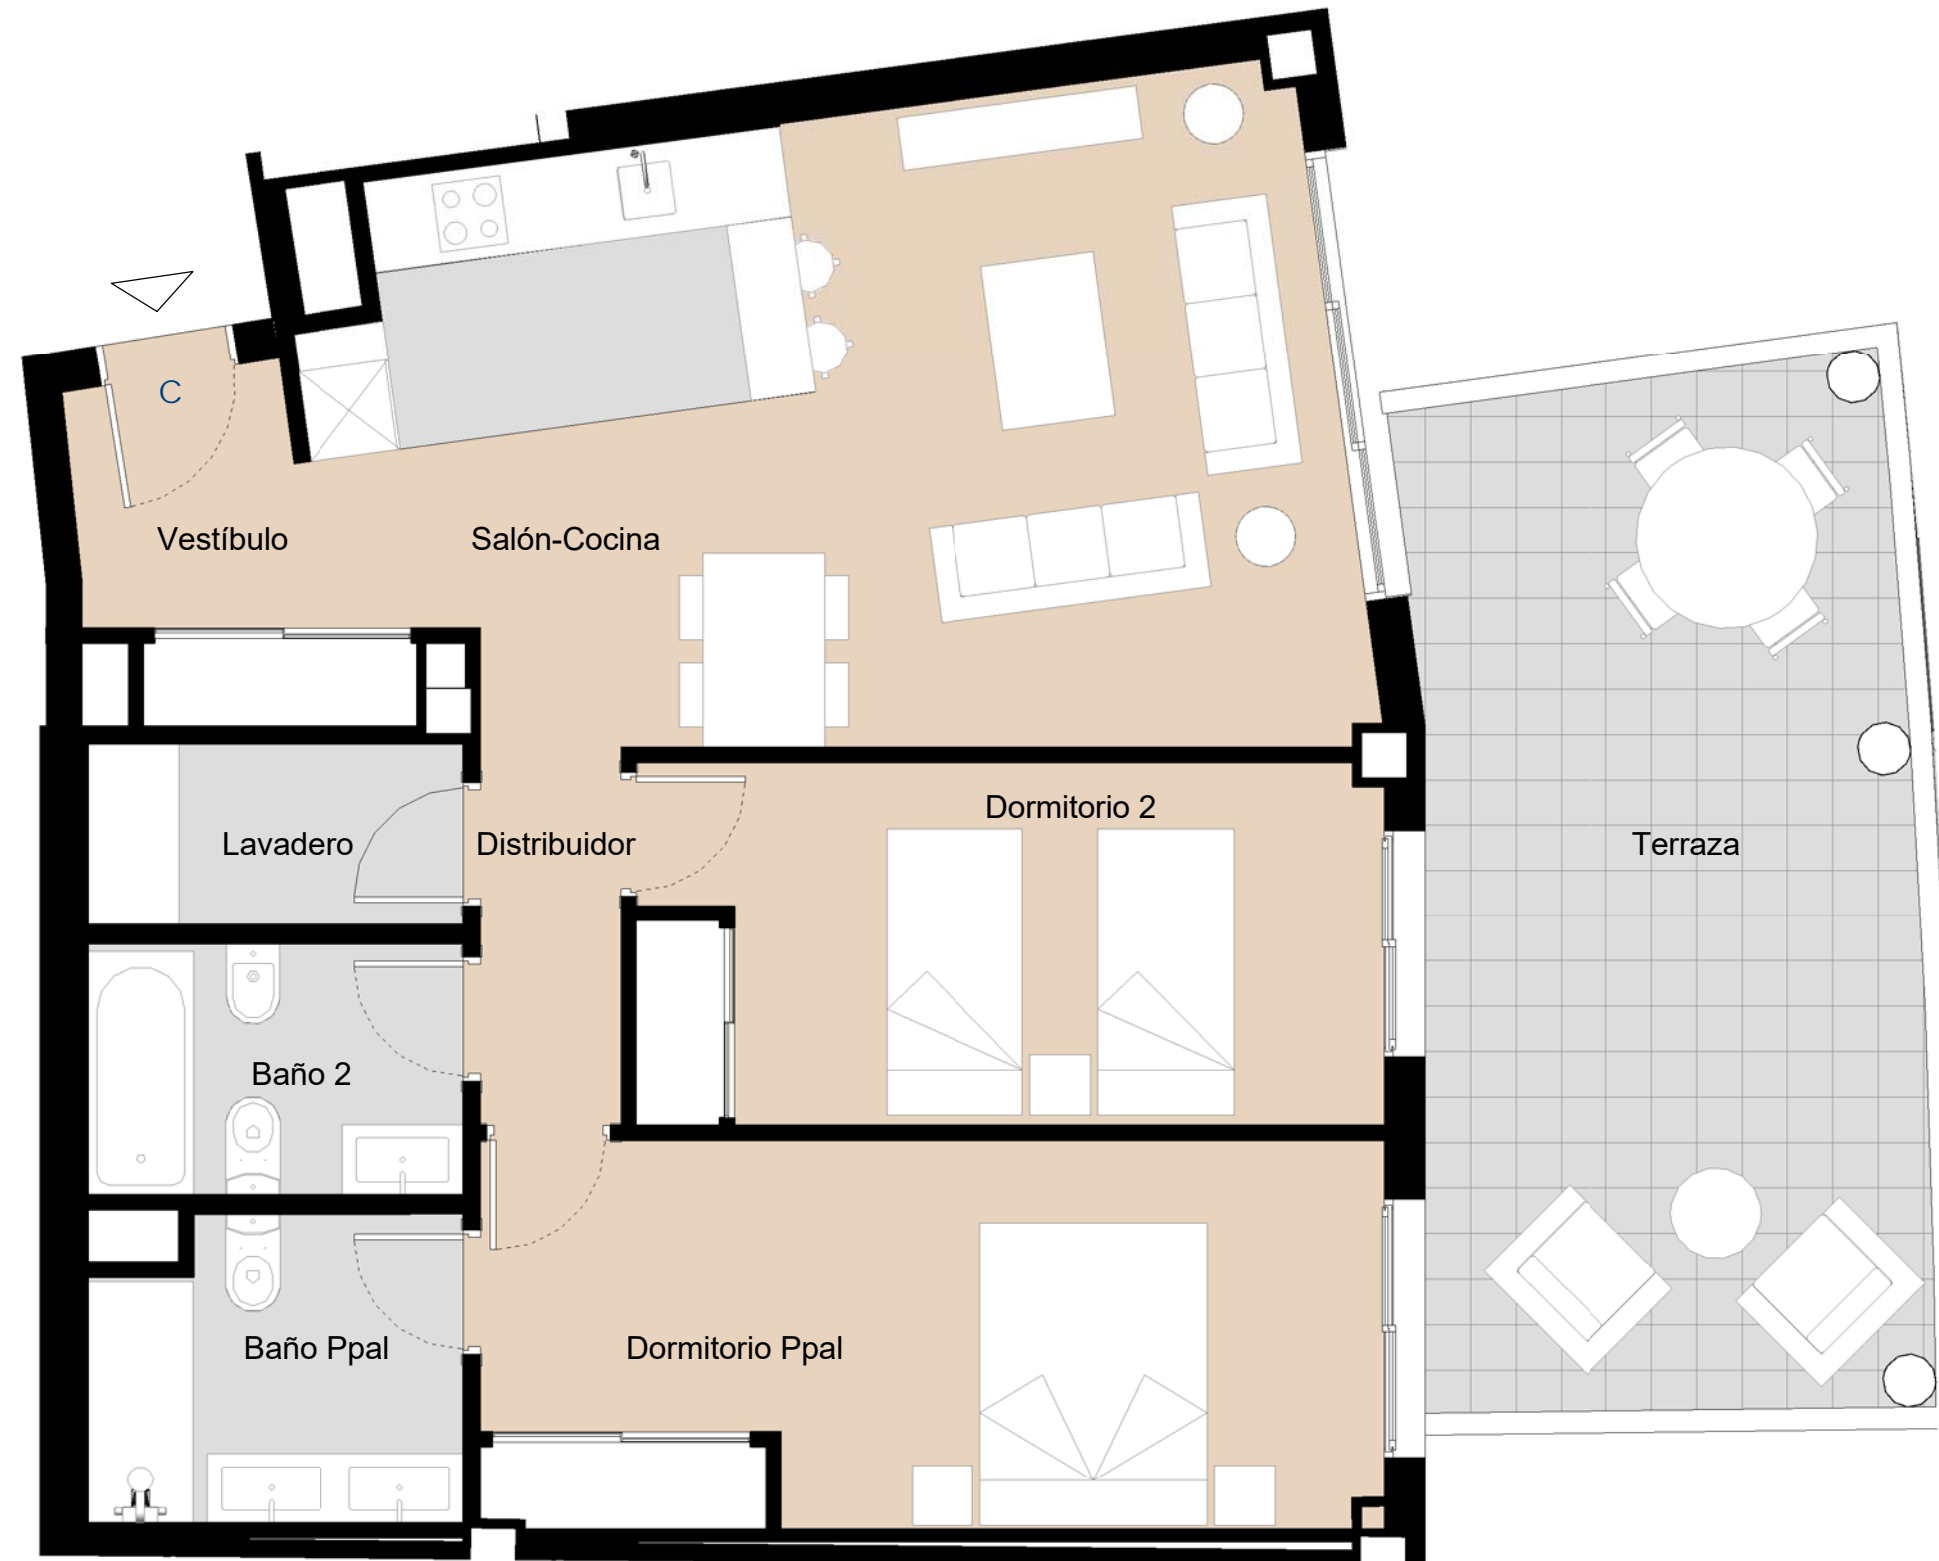 C
Vestíbulo
Salón-Cocina
Dormitorio 2
Lavadero
Distribuidor
Terraza
Baño 2
Baño Ppal
Dormitorio Ppal